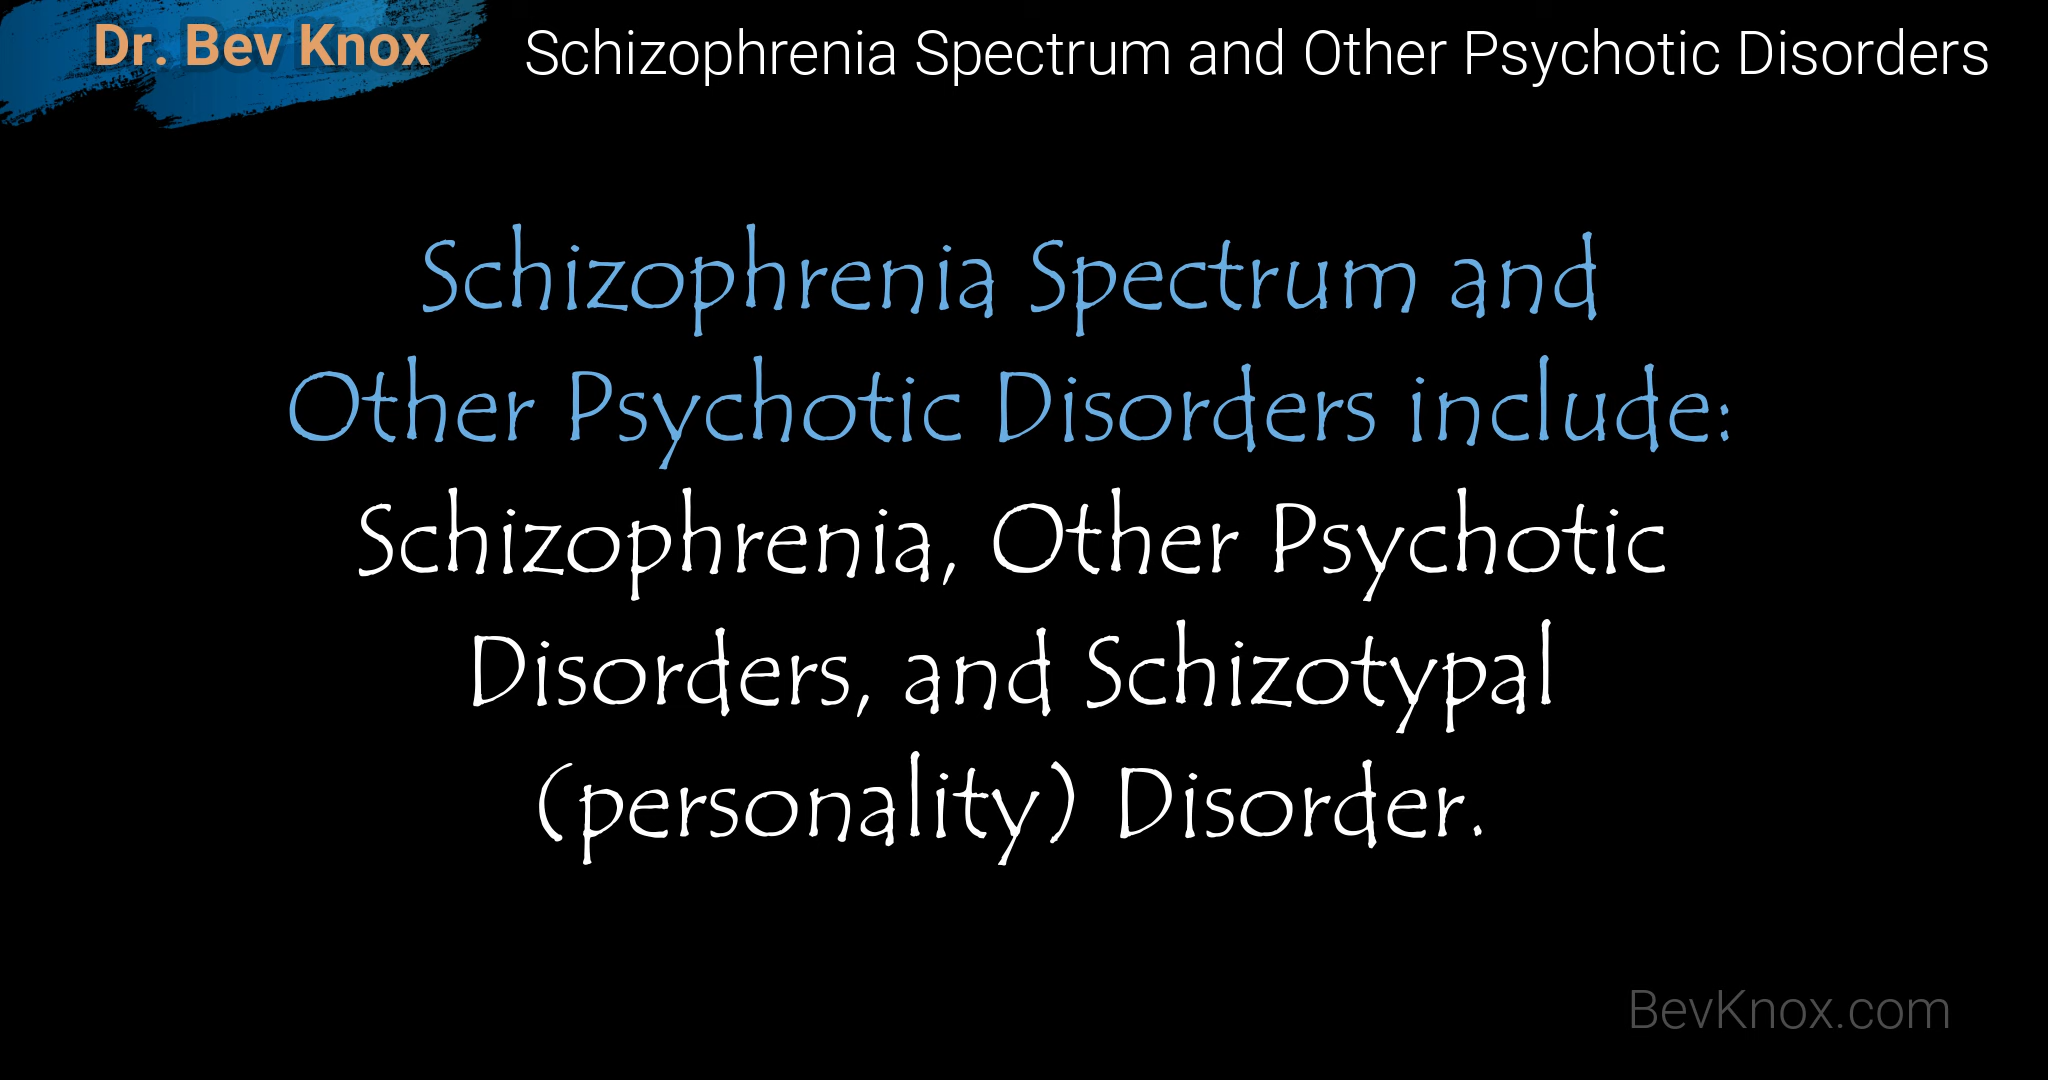 Dr. Bev Knox
Schizophrenia Spectrum and Other Psychotic Disorders
Schizophrenia Spectrum and
Other Psychotic Disorders include:
Schizophrenia, Other Psychotic
Disorders, and Schizotypal
(personality) Disorder.
BevKnox.com